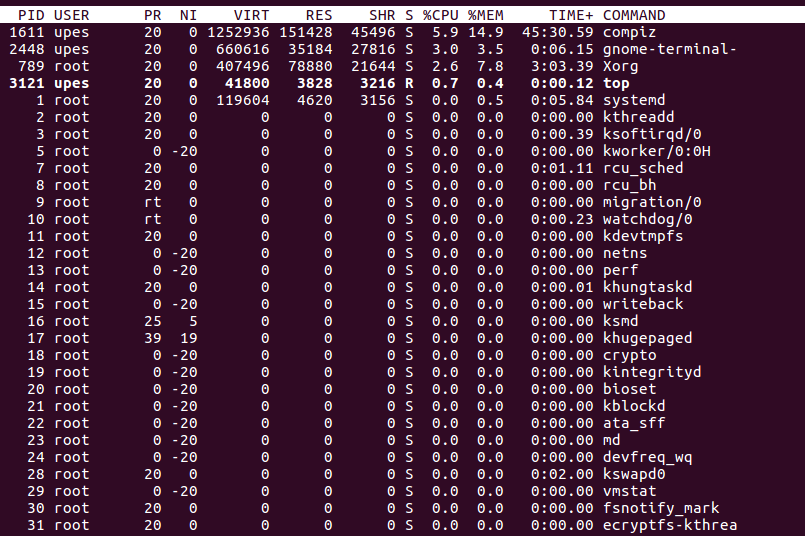 PID USER PR NI VIRT RES SHR S %CPU %MEM TIME+ COMMAND
1611 upes 20 0 1252936 151428 45496 S 5.9 14.9 45:30.59 compiz
2448 upes 20 0 660616 35184 27816 S 3.0 3.5 0:06.15 gnome-terminal-
789 root 20 0 407496 78880 21644 S 2.6 7.8 3:03.39 Xorg
3121 upes 20 0 41800 3828 3216 R 0.7 0.4 0:00.12 top
1 root 20 0 119604 4620 3156 S 0.0 0.5 0:05.84 systemd
2 root 20 0 0 0 0 S 0.0 0.0 0:00.00 kthreadd
3 root 20 0 0 0 0 S 0.0 0.0 0:00.39 ksoftirqd/0
5 root 0 -20 0 0 0 S 0.0 0.0 0:00.00 kworker/0:0H
7 root 20 0 0 0 0 S 0.0 0.0 0:01.11 rcu_sched
8 root 20 0 0 0 0 S 0.0 0.0 0:00.00 rcu_bh
9 root rt 0 0 0 0 S 0.0 0.0 0:00.00 migration/0
10 root rt 0 0 0 0 S 0.0 0.0 0:00.23 watchdog/0
11 root 20 0 0 0 0 S 0.0 0.0 0:00.00 kdevtmpfs
12 root 0 -20 0 0 0 S 0.0 0.0 0:00.00 netns
13 root 0 -20 0 0 0 S 0.0 0.0 0:00.00 perf
14 root 20 0 0 0 0 S 0.0 0.0 0:00.01 khungtaskd
15 root 0 -20 0 0 0 S 0.0 0.0 0:00.00 writeback
16 root 25 5 0 0 0 S 0.0 0.0 0:00.00 ksmd
17 root 39 19 0 0 0 S 0.0 0.0 0:00.00 khugepaged
18 root 0 -20 0 0 0 S 0.0 0.0 0:00.00 crypto
19 root 0 -20 0 0 0 S 0.0 0.0 0:00.00 kintegrityd
20 root 0 -20 0 0 0 S 0.0 0.0 0:00.00 bioset
21 root 0 -20 0 0 0 S 0.0 0.0 0:00.00 kblockd
22 root 0 -20 0 0 0 S 0.0 0.0 0:00.00 ata_sff
23 root 0 -20 0 0 0 S 0.0 0.0 0:00.00 md
24 root 0 -20 0 0 0 S 0.0 0.0 0:00.00 devfreq_wq
28 root 20 0 0 0 0 S 0.0 0.0 0:02.00 kswapd0
29 root 0 -20 0 0 0 S 0.0 0.0 0:00.00 vmstat
30 root 20 0 0 0 0 S 0.0 0.0 0:00.00 fsnotify_mark
31 root 20 0 0 0 0 S 0.0 0.0 0:00.00 ecryptfs-kthrea